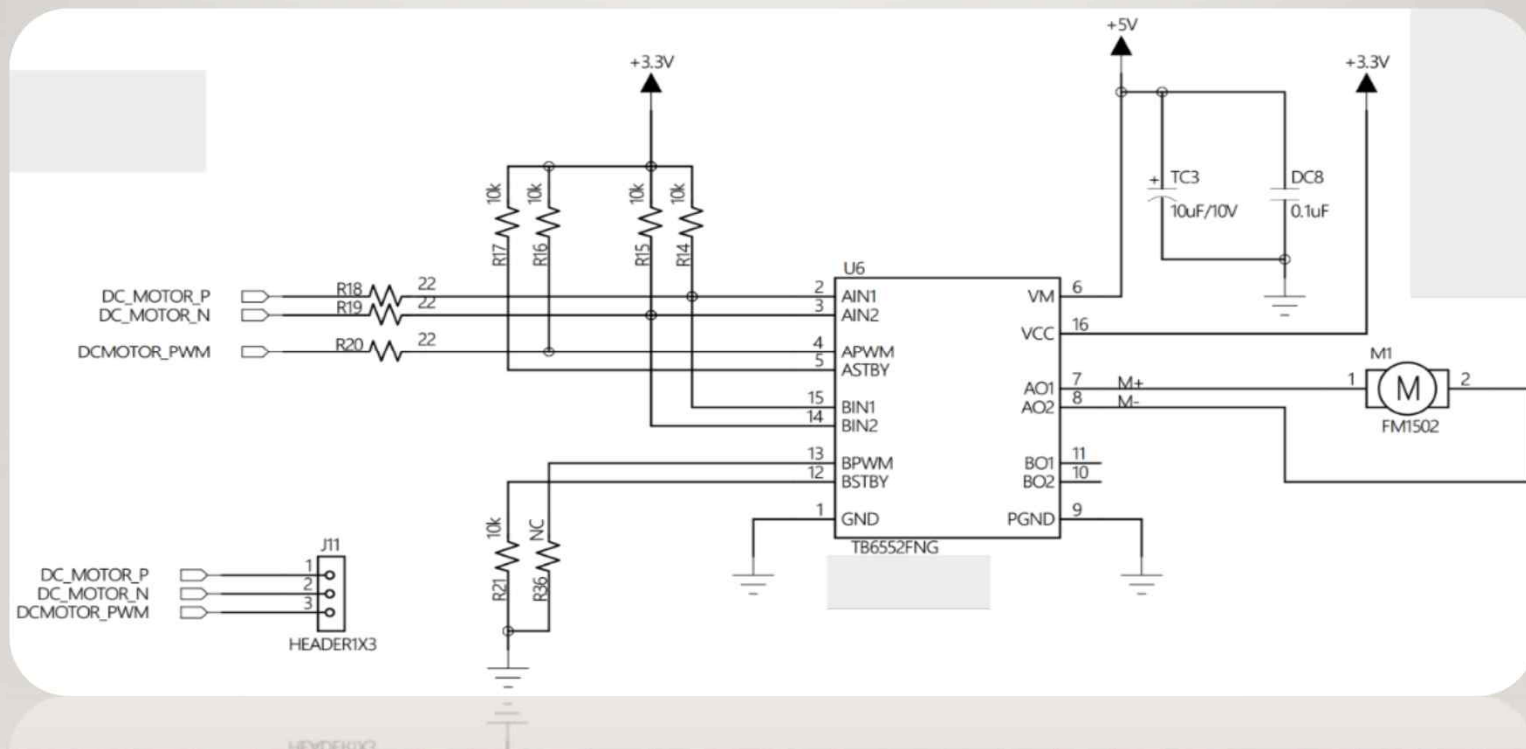 +5V
+3.3V
+3.3V
10k
10k
10k
10k
R17
R16
R15
R14
+ TC3
10uF/10V
DC8
0.1uF
U6
DC_MOTOR_P
R18
22
2
AIN1
VM
6
DC_MOTOR_N
R19
22
3
AIN2
VCC
16
DCMOTOR_PWM
R20
22
4
APWM
5
ASTBY
AO1
7
M+
AO2
8
M-
M1
1
M
2
FM1502
15
BIN1
14
BIN2
13
BPWM
BO1
11
12
BSTBY
BO2
10
1
GND
PGND
9
TB6552FNG
10k
NC
R21
R36
J11
DC_MOTOR_P
1
DC_MOTOR_N
2
DCMOTOR_PWM
3
HEADER1X3